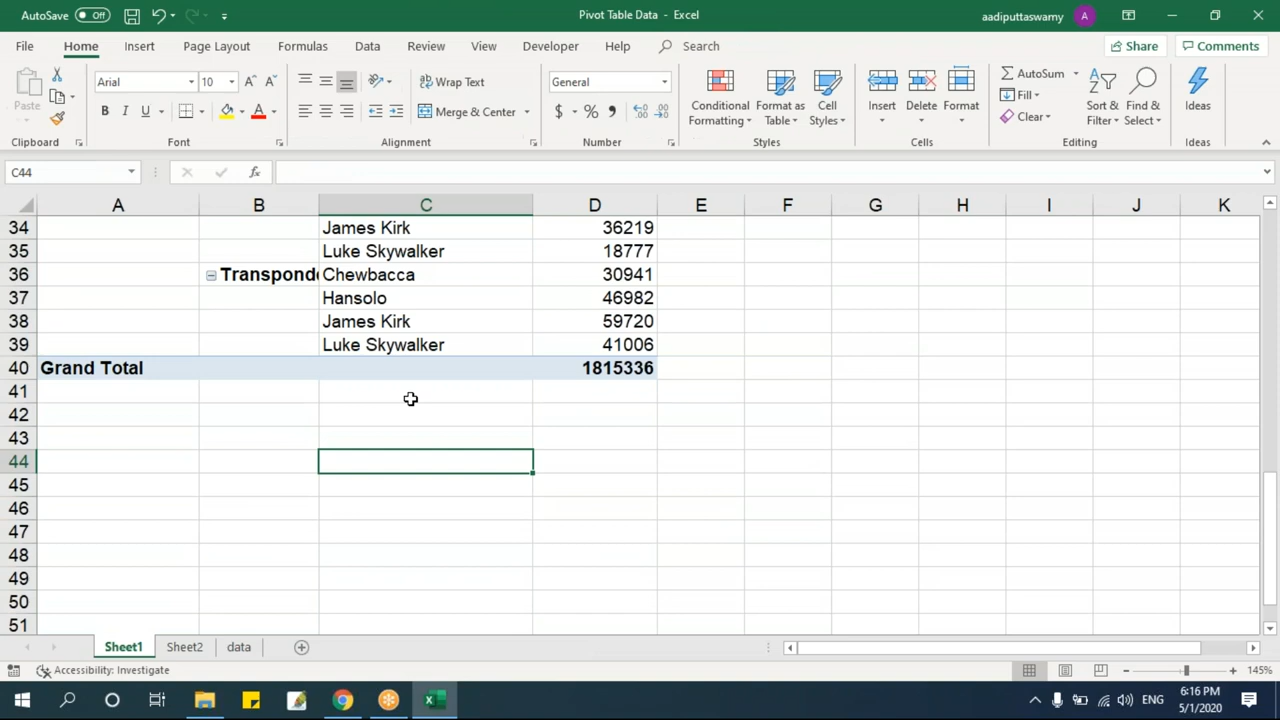 AutoSave Off Pivot Table Data - Excel aadiputtaswamy A
File Home Insert Page Layout Formulas Data Review View Developer Help Search Share Comments
Paste Arial 10 A A Wrap Text General AutoSum
B I U A Merge & Center $ % Conditional Formatting Format as Table Cell Styles Insert Delete Format Fill Clear Sort & Filter Find & Select Ideas
Clipboard Font Alignment Number Styles Cells Editing Ideas
C44 fx
A B C D E F G H I J K
34 James Kirk 36219
35 Luke Skywalker 18777
36 Transponde Chewbacca 30941
37 Hansolo 46982
38 James Kirk 59720
39 Luke Skywalker 41006
40 Grand Total 1815336
41
42
43
44
45
46
47
48
49
50
51
Sheet1 Sheet2 data
Accessibility: Investigate 145%
ENG 6:16 PM
5/1/2020